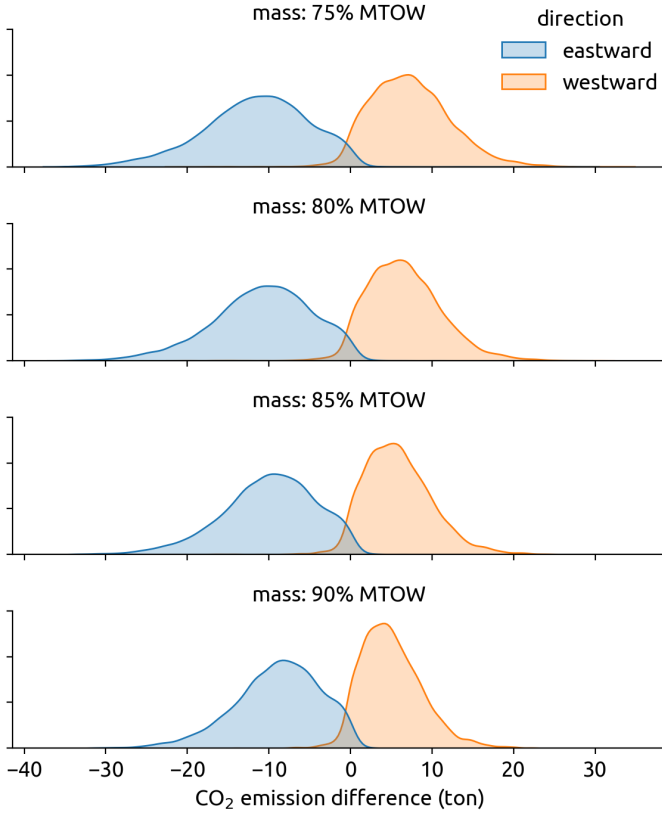 mass: 75% MTOW
direction
eastward
westward
mass: 80% MTOW
mass: 85% MTOW
mass: 90% MTOW
−40 −30 −20 −10 0 10 20 30
CO₂ emission difference (ton)